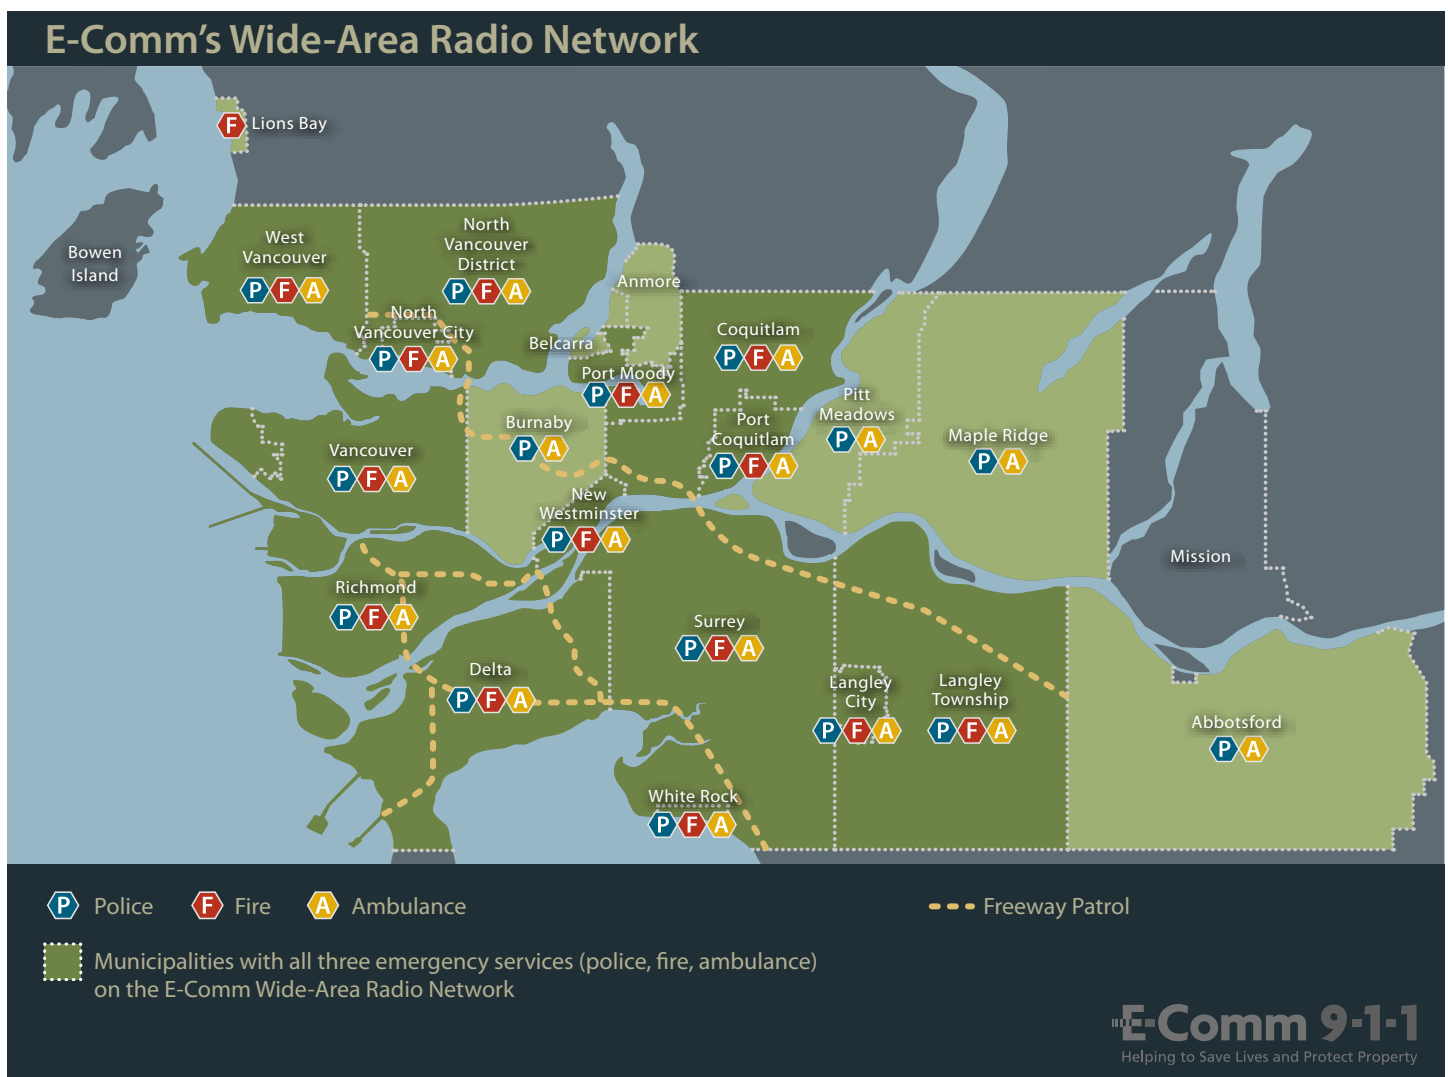 E-Comm’s Wide-Area Radio Network
F Lions Bay
Bowen
Island
West
Vancouver
P F A
North
Vancouver
District
P F A
North
Vancouver City
P F A
Anmore
Belcarra
Port Moody
P F A
Coquitlam
P F A
Port
Coquitlam
P F A
Pitt
Meadows
P A
Maple Ridge
P A
Burnaby
P A
Vancouver
P F A
New
Westminster
P F A
Mission
Richmond
P F A
Surrey
P F A
Delta
P F A
Langley
City
P F A
Langley
Township
P F A
Abbotsford
P A
White Rock
P F A
P Police
F Fire
A Ambulance
Freeway Patrol
Municipalities with all three emergency services (police, fire, ambulance)
on the E-Comm Wide-Area Radio Network
E-Comm 9-1-1
Helping to Save Lives and Protect Property